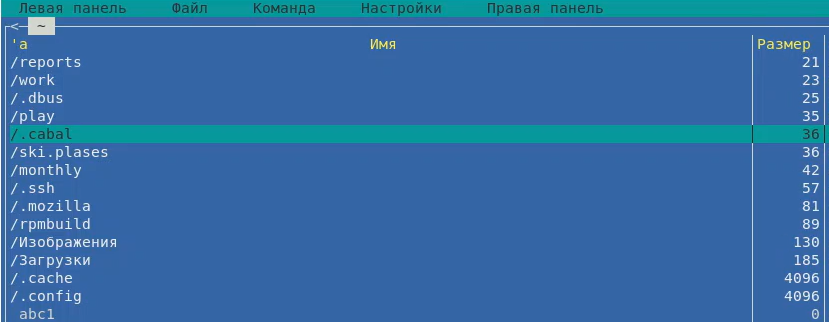 Левая панель Файл Команда Настройки Правая панель
< ~
'а Имя Размер
/reports 21
/work 23
/.dbus 25
/play 35
/.cabal 36
/ski.plases 36
/monthly 42
/.ssh 57
/.mozilla 81
/rpmbuild 89
/Изображения 130
/Загрузки 185
/.cache 4096
/.config 4096
abc1 0